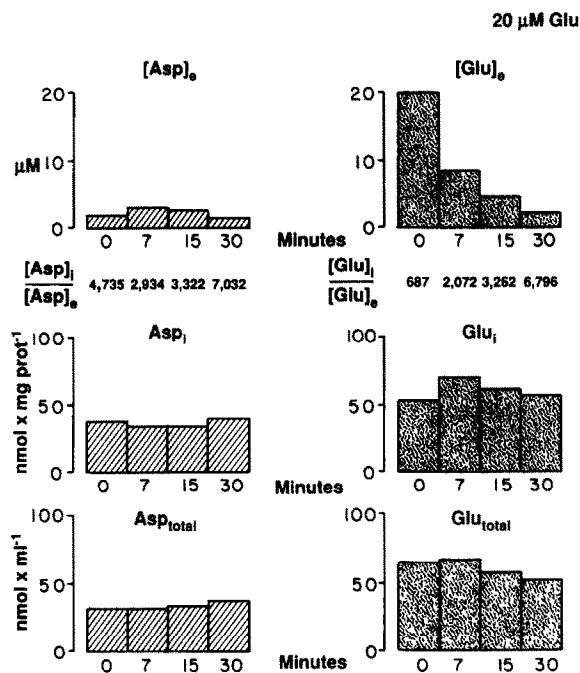 20 μM Glu
[Asp]e [Glu]e
20 20
μM 10 10
0 0
0 7 15 30 Minutes 0 7 15 30
[Asp]i / [Asp]e 4,735 2,934 3,322 7,032 [Glu]i / [Glu]e 687 2,072 3,262 6,796
Aspi Glui
100 100
nmol x mg prot-1 50 50
0 0
0 7 15 30 Minutes 0 7 15 30
Asptotal Glutotal
100 100
nmol x ml-1 50 50
0 0
0 7 15 30 Minutes 0 7 15 30